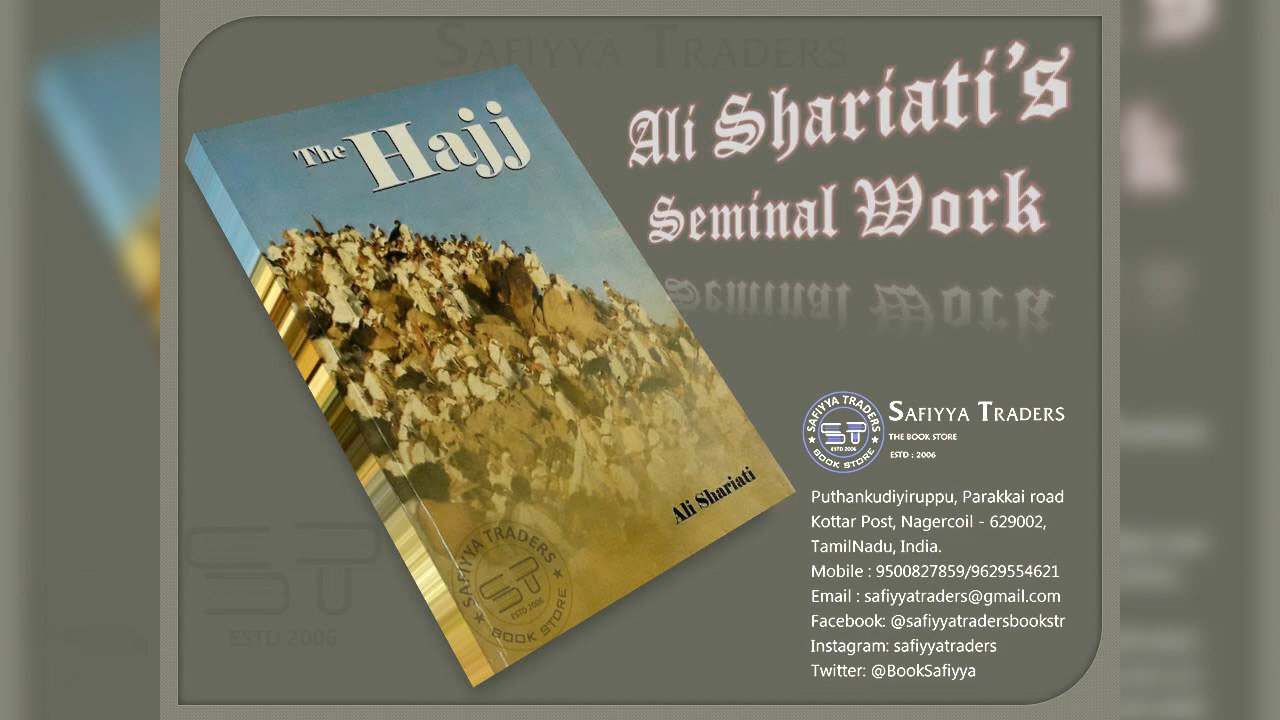 SAFIYYA TRADERS
The Hajj
Ali Shariati
SAFIYYA TRADERS
ESTD 2006
BOOK STORE
ST
ESTD 2006
Ali Shariati's
Seminal Work
SAFIYYA TRADERS
ST
ESTD 2006
BOOK STORE
SAFIYYA TRADERS
THE BOOK STORE
ESTD : 2006
Puthankudiyiruppu, Parakkai road
Kottar Post, Nagercoil - 629002,
TamilNadu, India.
Mobile : 9500827859/9629554621
Email : safiyyatraders@gmail.com
Facebook: @safiyyatradersbookstr
Instagram: safiyyatraders
Twitter: @BookSafiyya